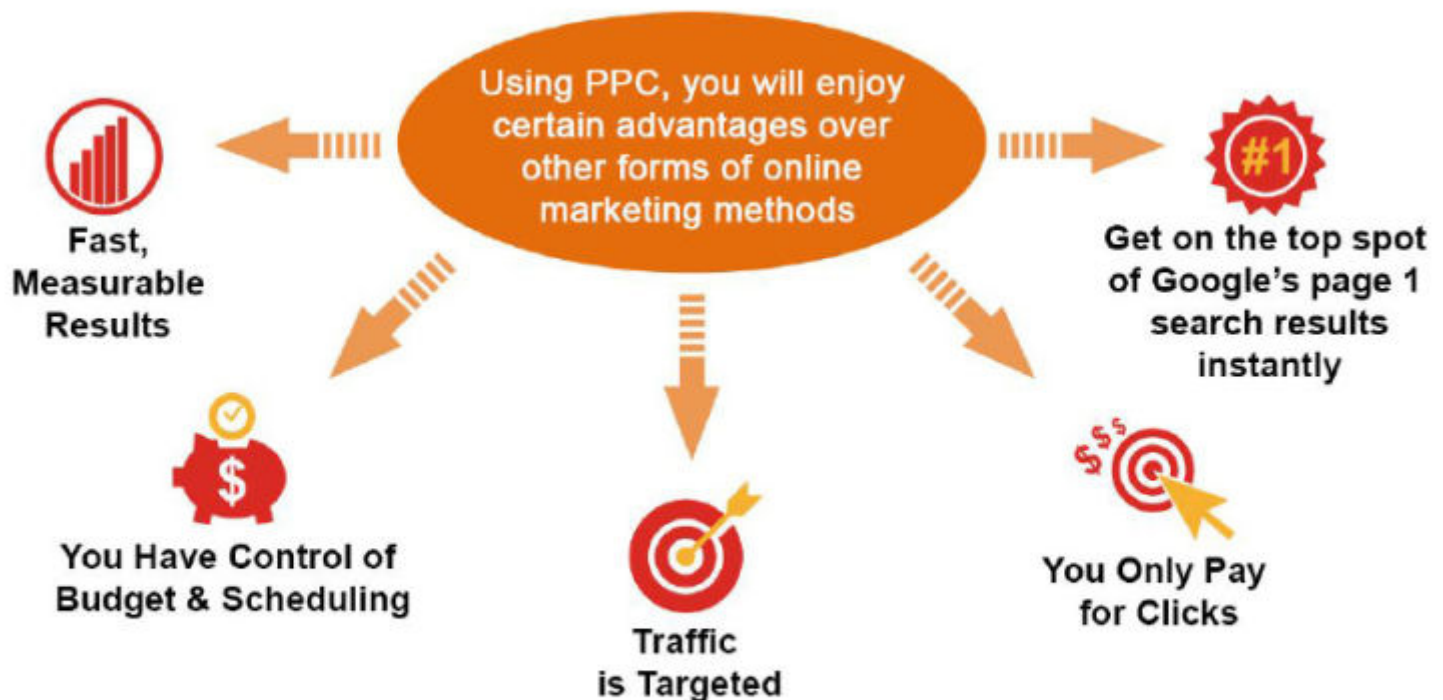 Using PPC, you will enjoy
certain advantages over
other forms of online
marketing methods
Fast,
Measurable
Results
#1
Get on the top spot
of Google's page 1
search results
instantly
$
You Have Control of
Budget & Scheduling
Traffic
is Targeted
$$$
You Only Pay
for Clicks